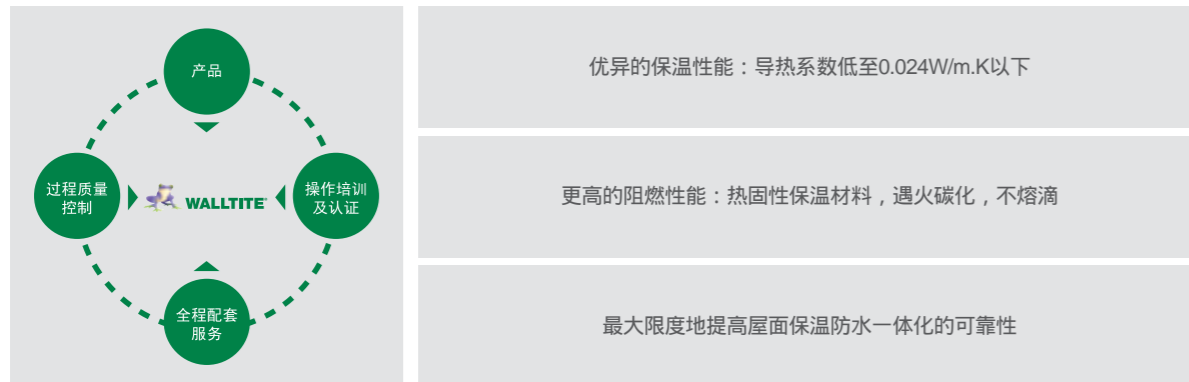 产品
过程质量
控制
WALLTITE®
操作培训
及认证
全程配套
服务
优异的保温性能：导热系数低至0.024W/m.K以下
更高的阻燃性能：热固性保温材料，遇火碳化，不熔滴
最大限度地提高屋面保温防水一体化的可靠性